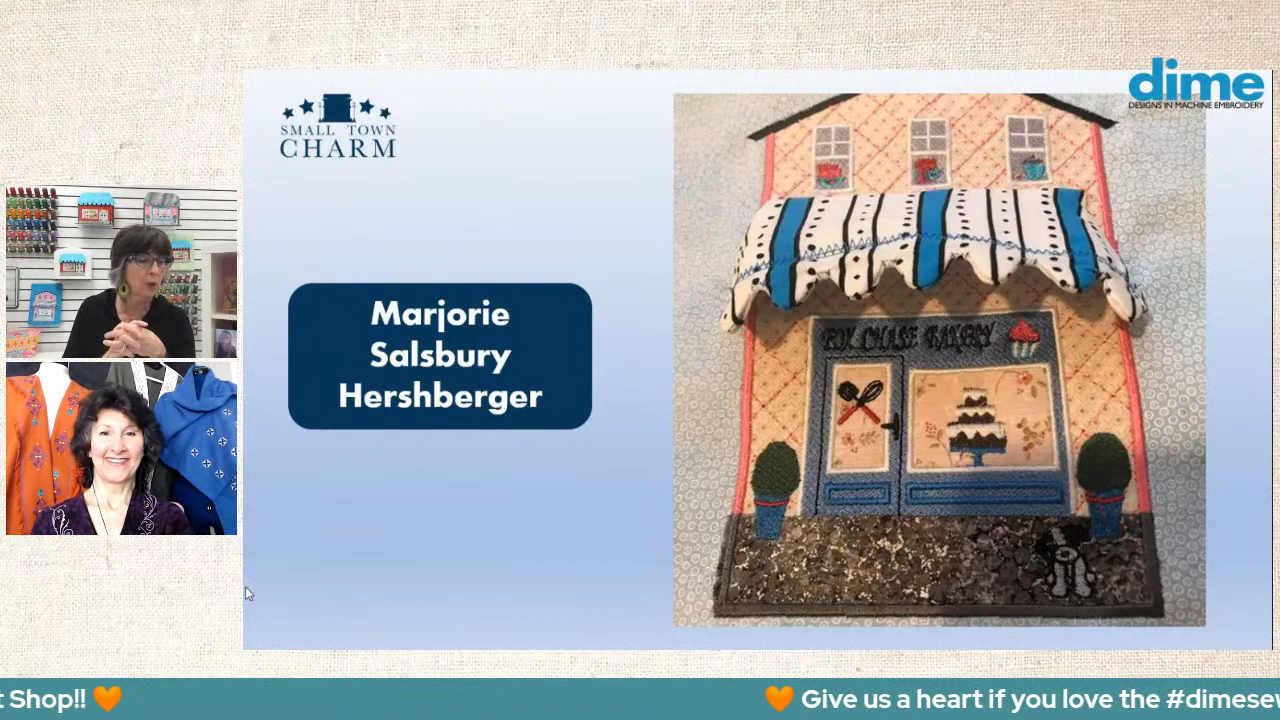 dime
DESIGNS IN MACHINE EMBROIDERY
SMALL TOWN
CHARM
Marjorie
Salsbury
Hershberger
FOX CHASE BAKERY
t Shop!! 🧡
🧡 Give us a heart if you love the #dimesew